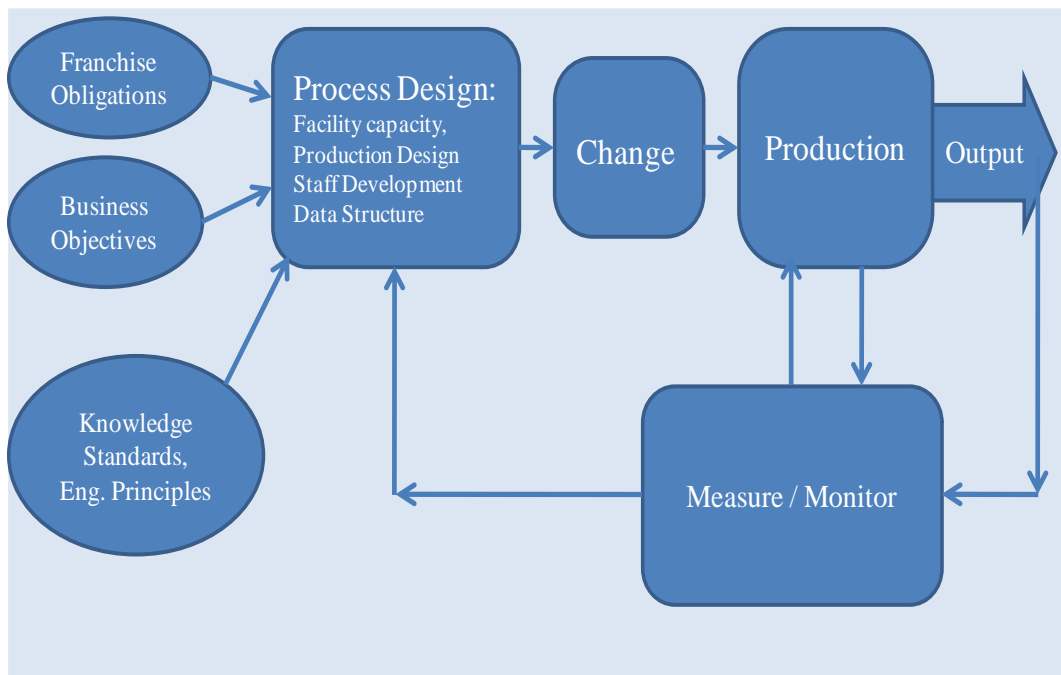 Franchise
Obligations
Business
Objectives
Knowledge
Standards,
Eng. Principles
Process Design:
Facility capacity,
Production Design
Staff Development
Data Structure
Change
Production
Output
Measure / Monitor